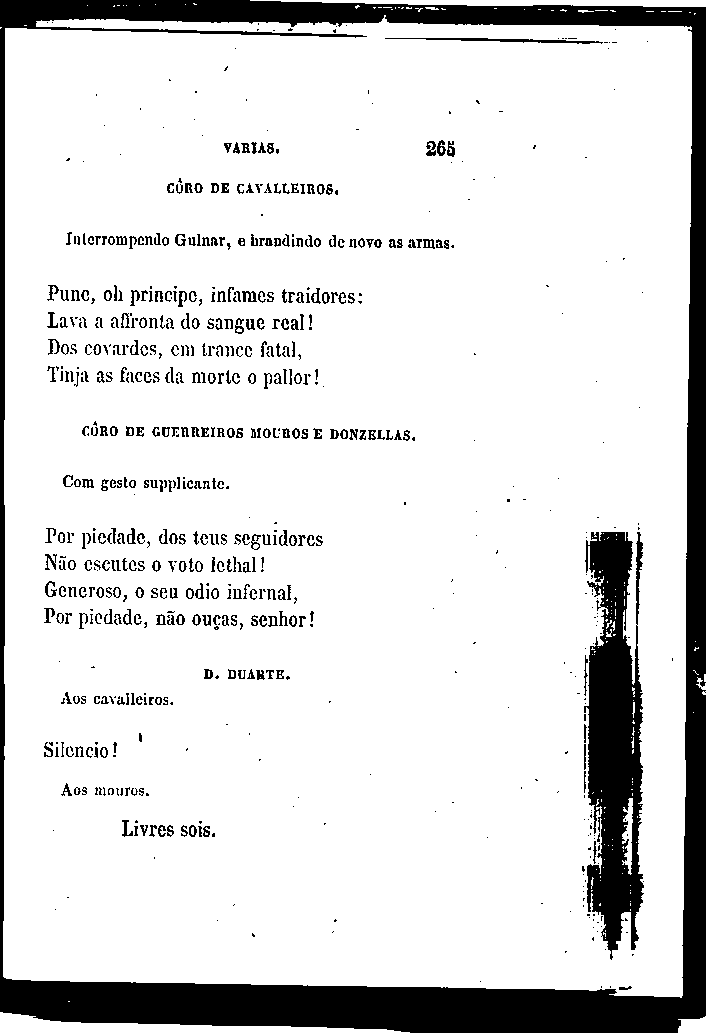 VARIAS. 265
CÔRO DE CAVALLEIROS.
Interrompendo Gulnar, e brandindo de novo as armas.
Pune, oh principe, infames traidores:
Lava a affronta do sangue real!
Dos covardes, em trance fatal,
Tinja as faces da morte o pallor!
CÔRO DE GUERREIROS MOUROS E DONZELLAS.
Com gesto supplicante.
Por piedade, dos teus seguidores
Não escutes o voto lethal!
Generoso, o seu odio infernal,
Por piedade, não ouças, senhor!
D. DUARTE.
Aos cavalleiros.
Silencio!
Aos mouros.
Livres sois.